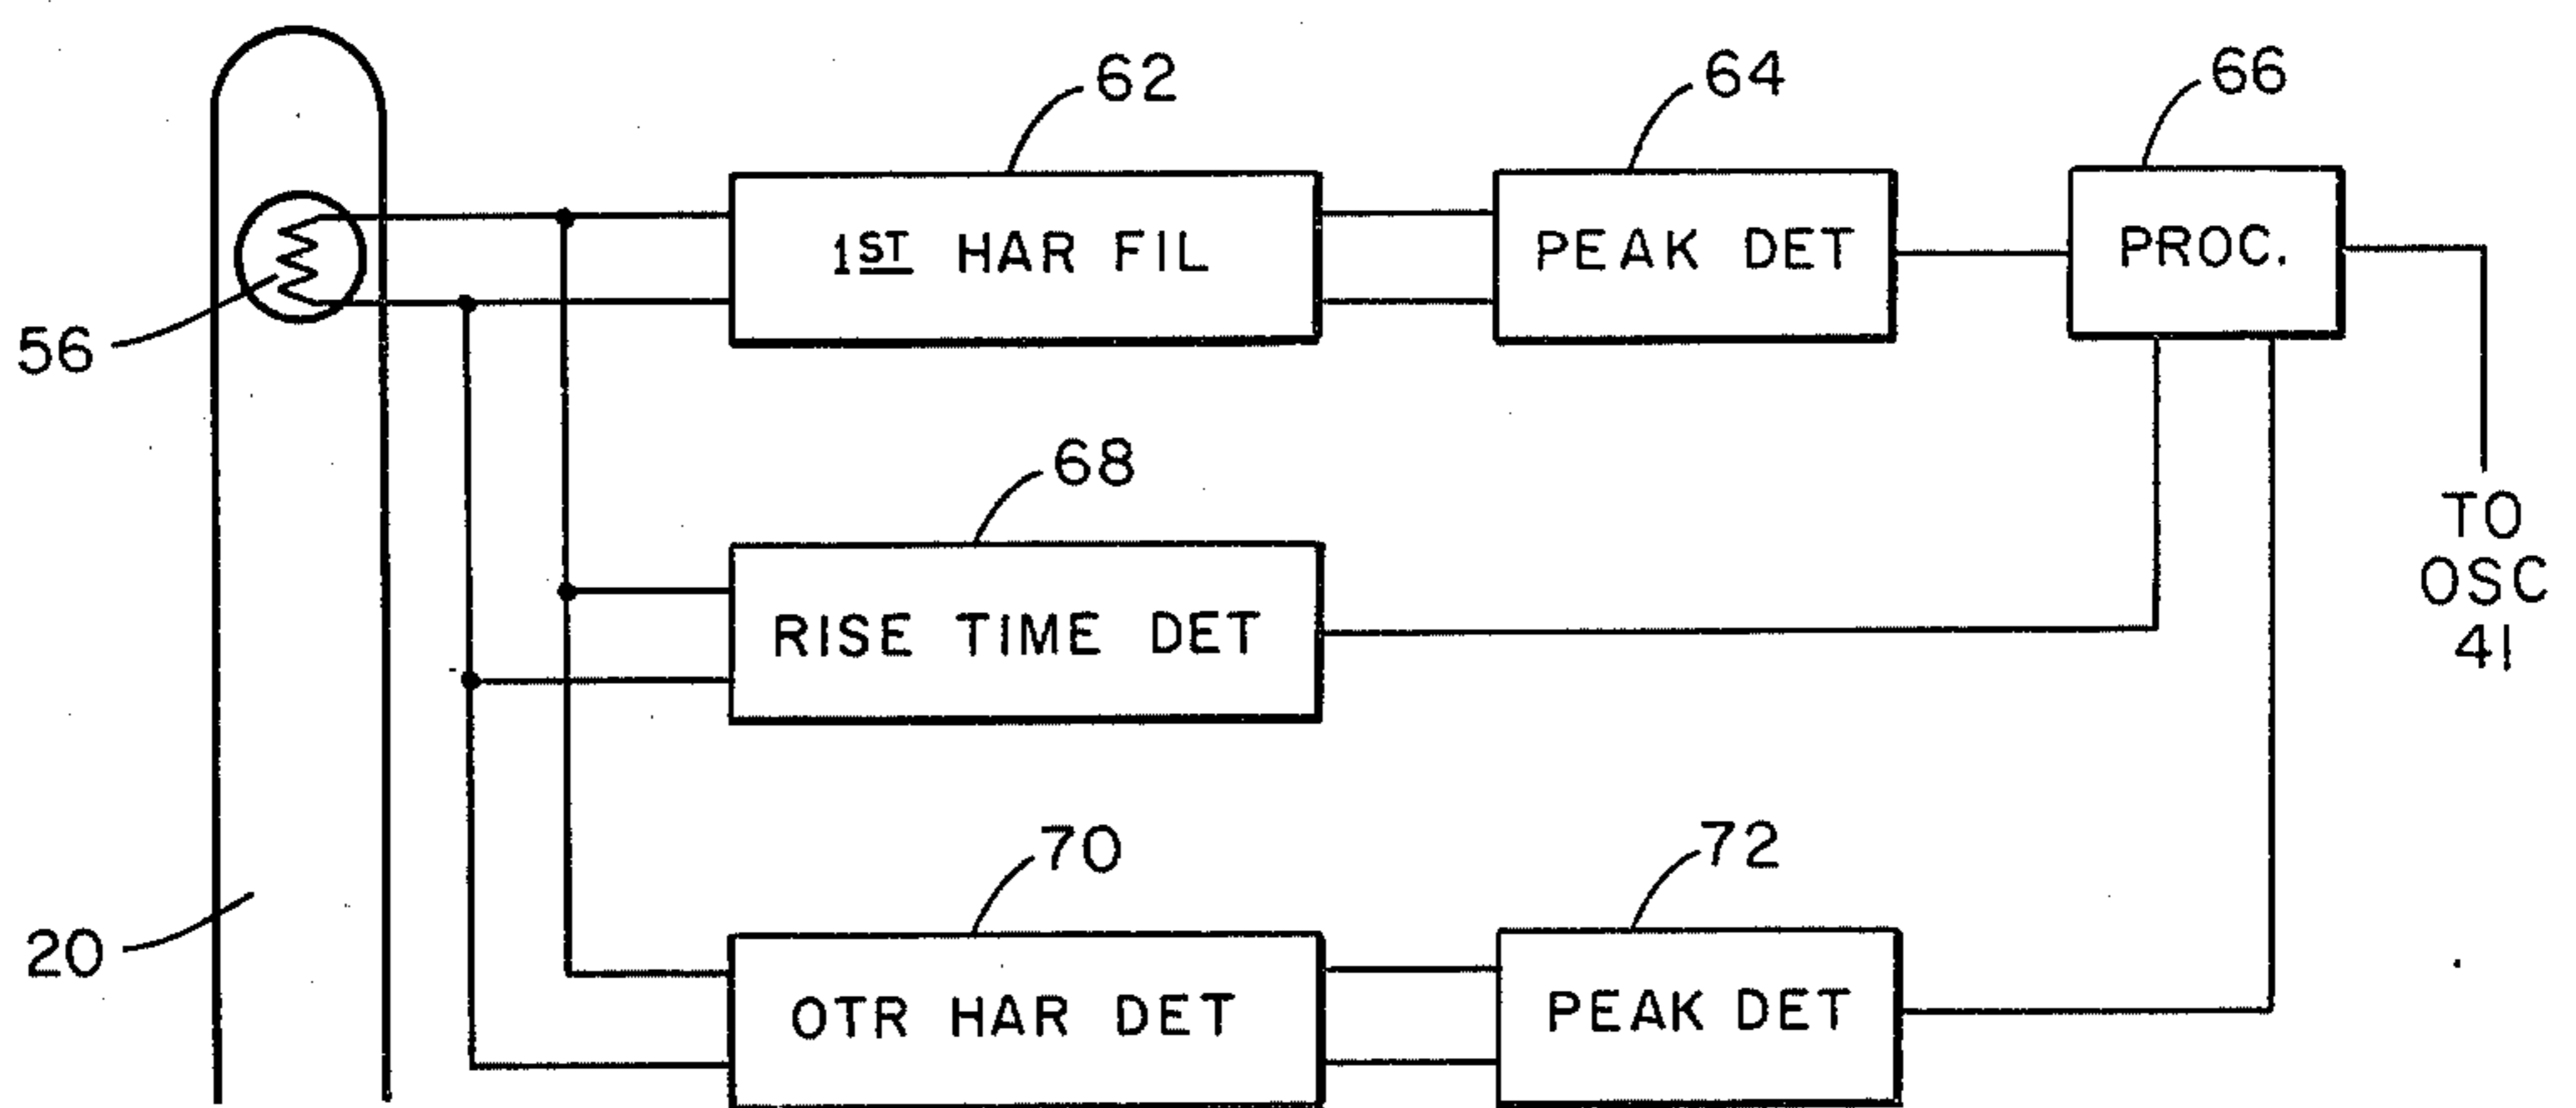 62
64
66
1ST HAR FIL
PEAK DET
PROC.
56
68
RISE TIME DET
TO
OSC
41
70
72
20
OTR HAR DET
PEAK DET